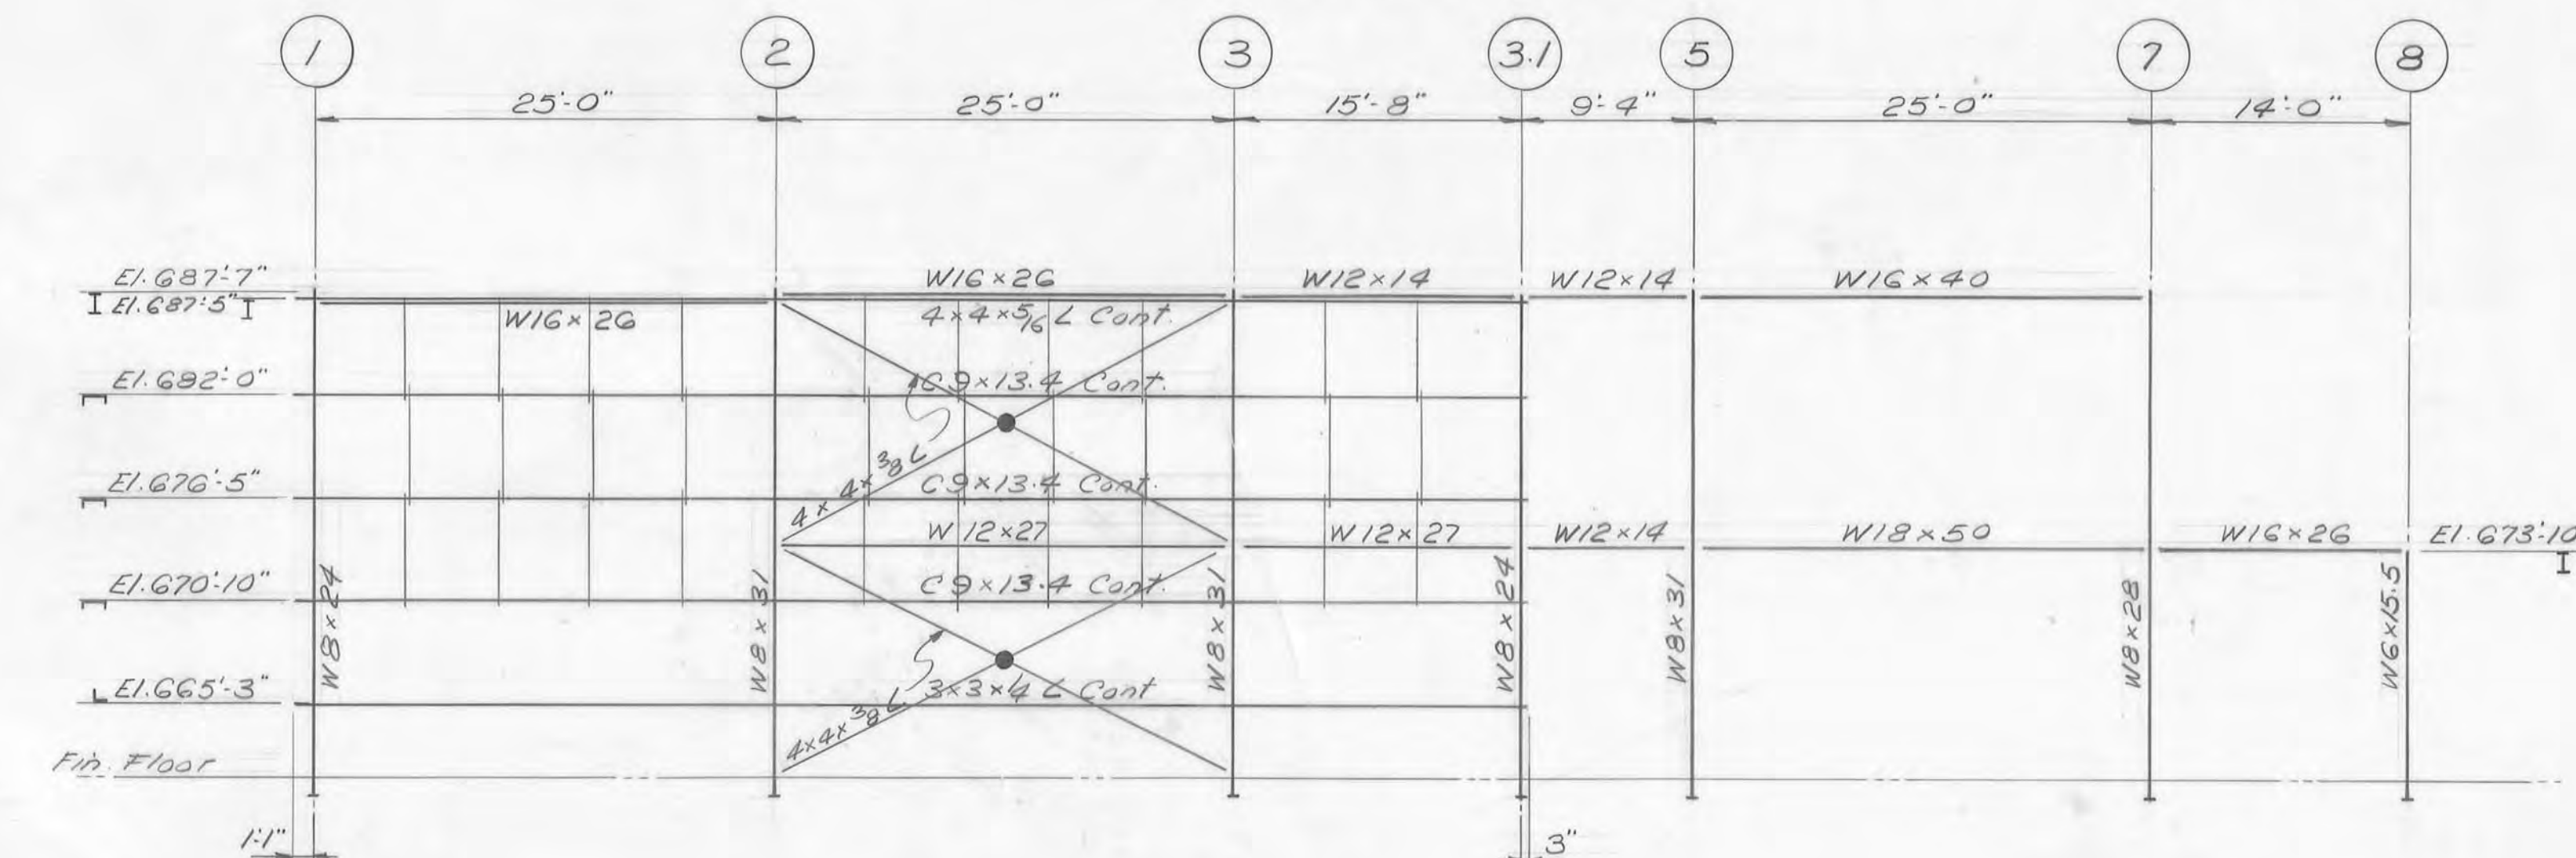 1 2 3 3.1 5 7 8
25'-0" 25'-0" 15'-8" 9'-4" 25'-0" 14'-0"
El. 687'-7" W16×26 W12×14 W12×14 W16×40
El. 687'-5" W16×26 4×4×5/16 L Cont.
El. 682'-0" C9×13.4 Cont.
4×4×3/8 L
El. 676'-5" C9×13.4 Cont.
W12×27 W12×27 W12×14 W18×50 W16×26 El. 673'-10
El. 670'-10" C9×13.4 Cont.
W8×24 W8×31 W8×31 W8×24 W8×31 W8×28 W6×15.5
El. 665'-3" 3×3×1/4 L Cont
4×4×3/8 L
Fin. Floor
1'-1" 3"